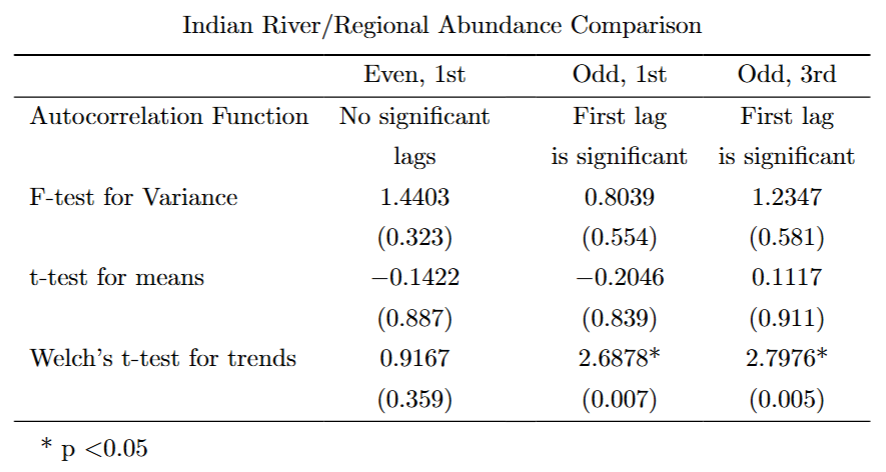 Indian River/Regional Abundance Comparison
Even, 1st Odd, 1st Odd, 3rd
Autocorrelation Function No significant First lag First lag
lags is significant is significant
F-test for Variance 1.4403 0.8039 1.2347
(0.323) (0.554) (0.581)
t-test for means −0.1422 −0.2046 0.1117
(0.887) (0.839) (0.911)
Welch's t-test for trends 0.9167 2.6878* 2.7976*
(0.359) (0.007) (0.005)
* p <0.05